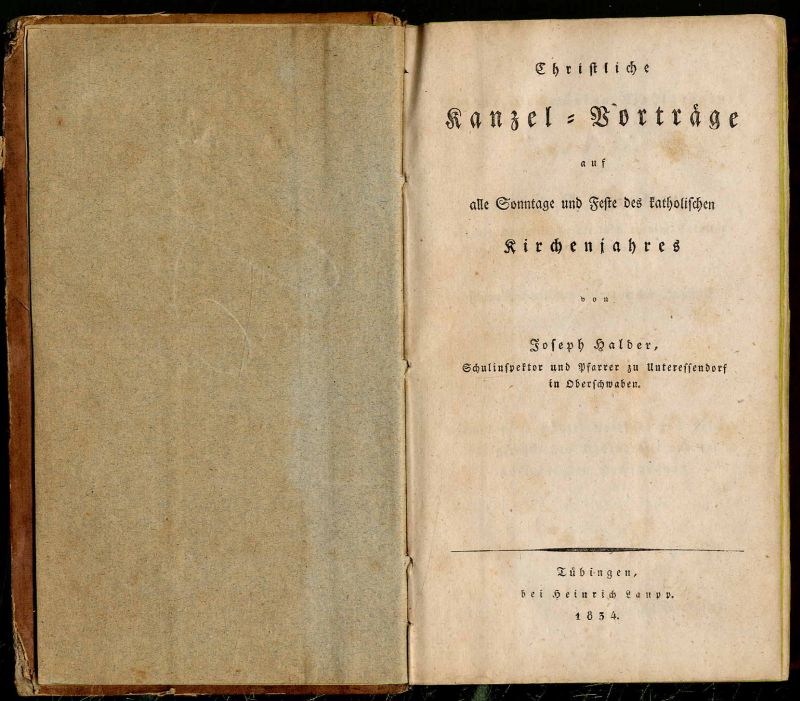 Christliche
Kanzel-Vorträge
auf
alle Sonntage und Feste des katholischen
Kirchenjahres
von
Joseph Halder,
Schulinspektor und Pfarrer zu Unteressendorf
in Oberschwaben.
Tübingen,
bei Heinrich Laupp.
1834.